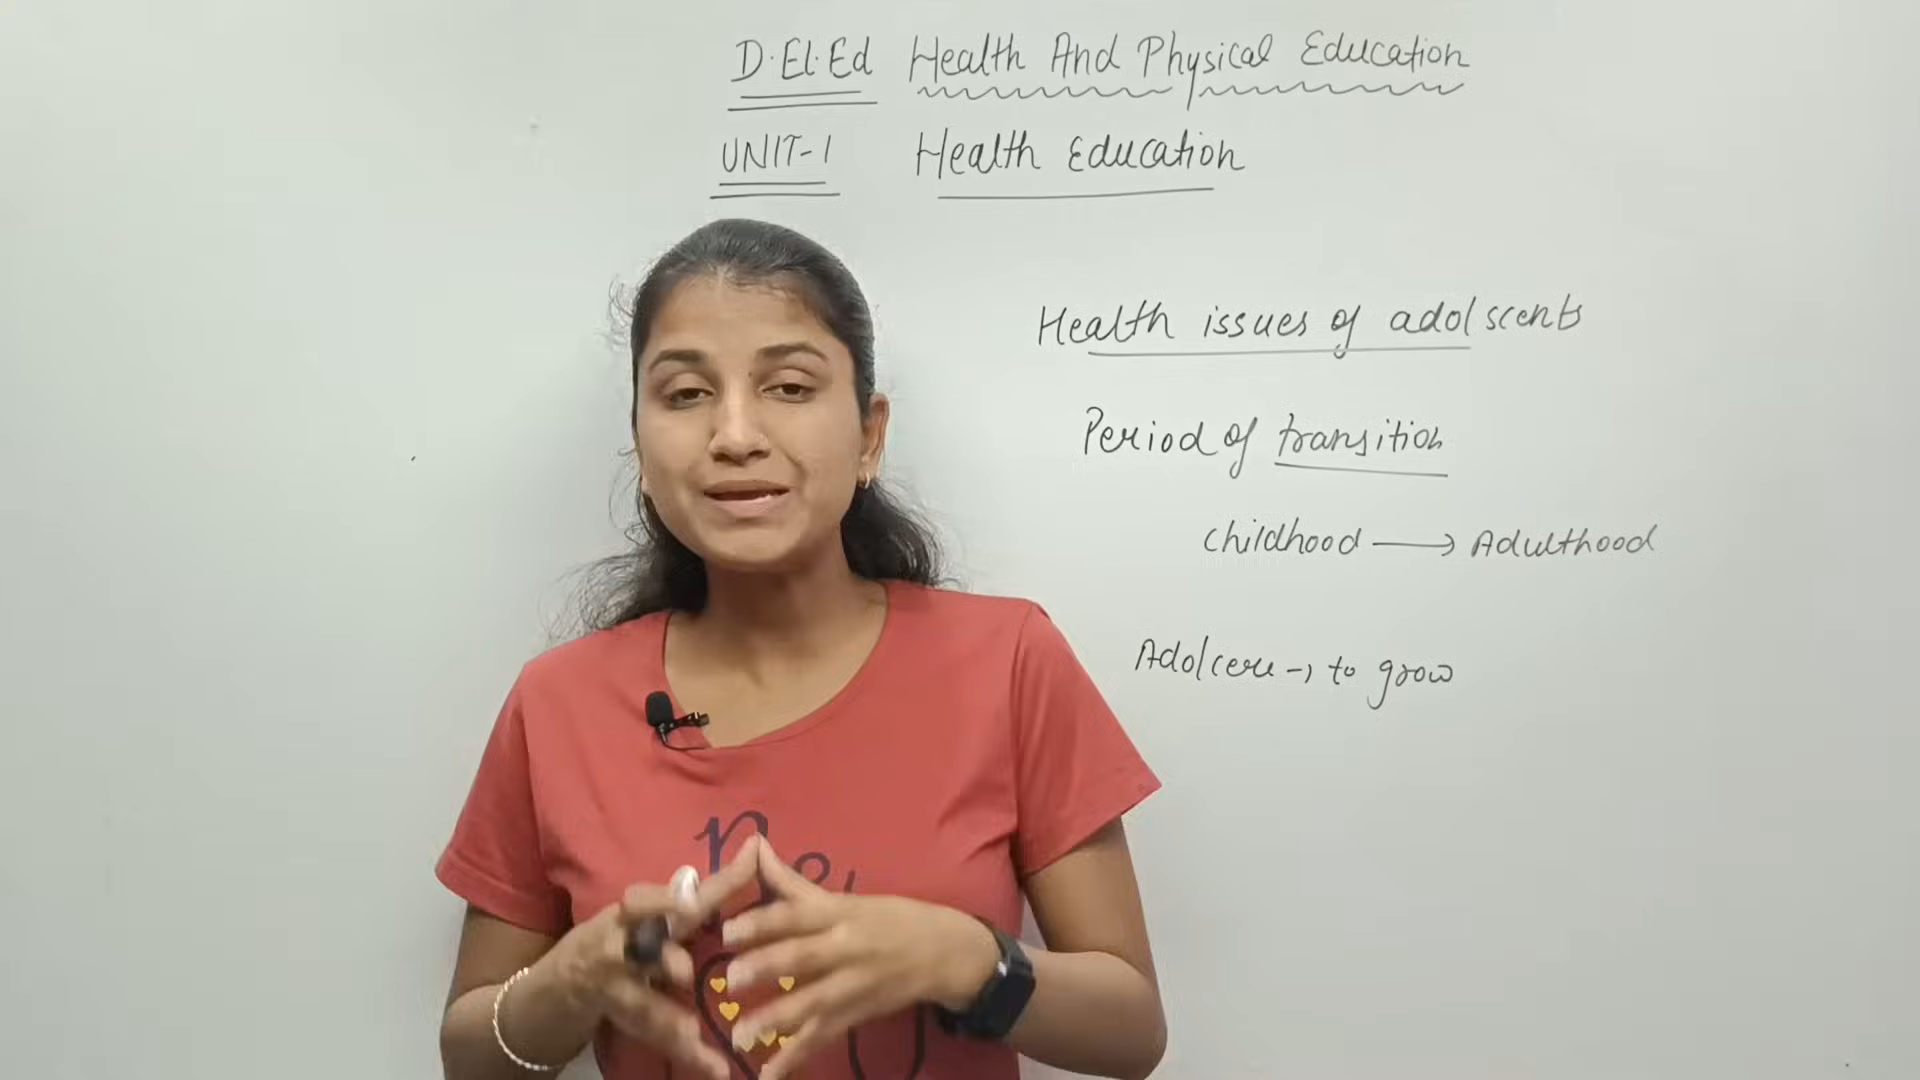 D.El.Ed Health And Physical Education
UNIT-1 Health Education
Health issues of adolscents
Period of transition
childhood → Adulthood
Adolcere → to grow